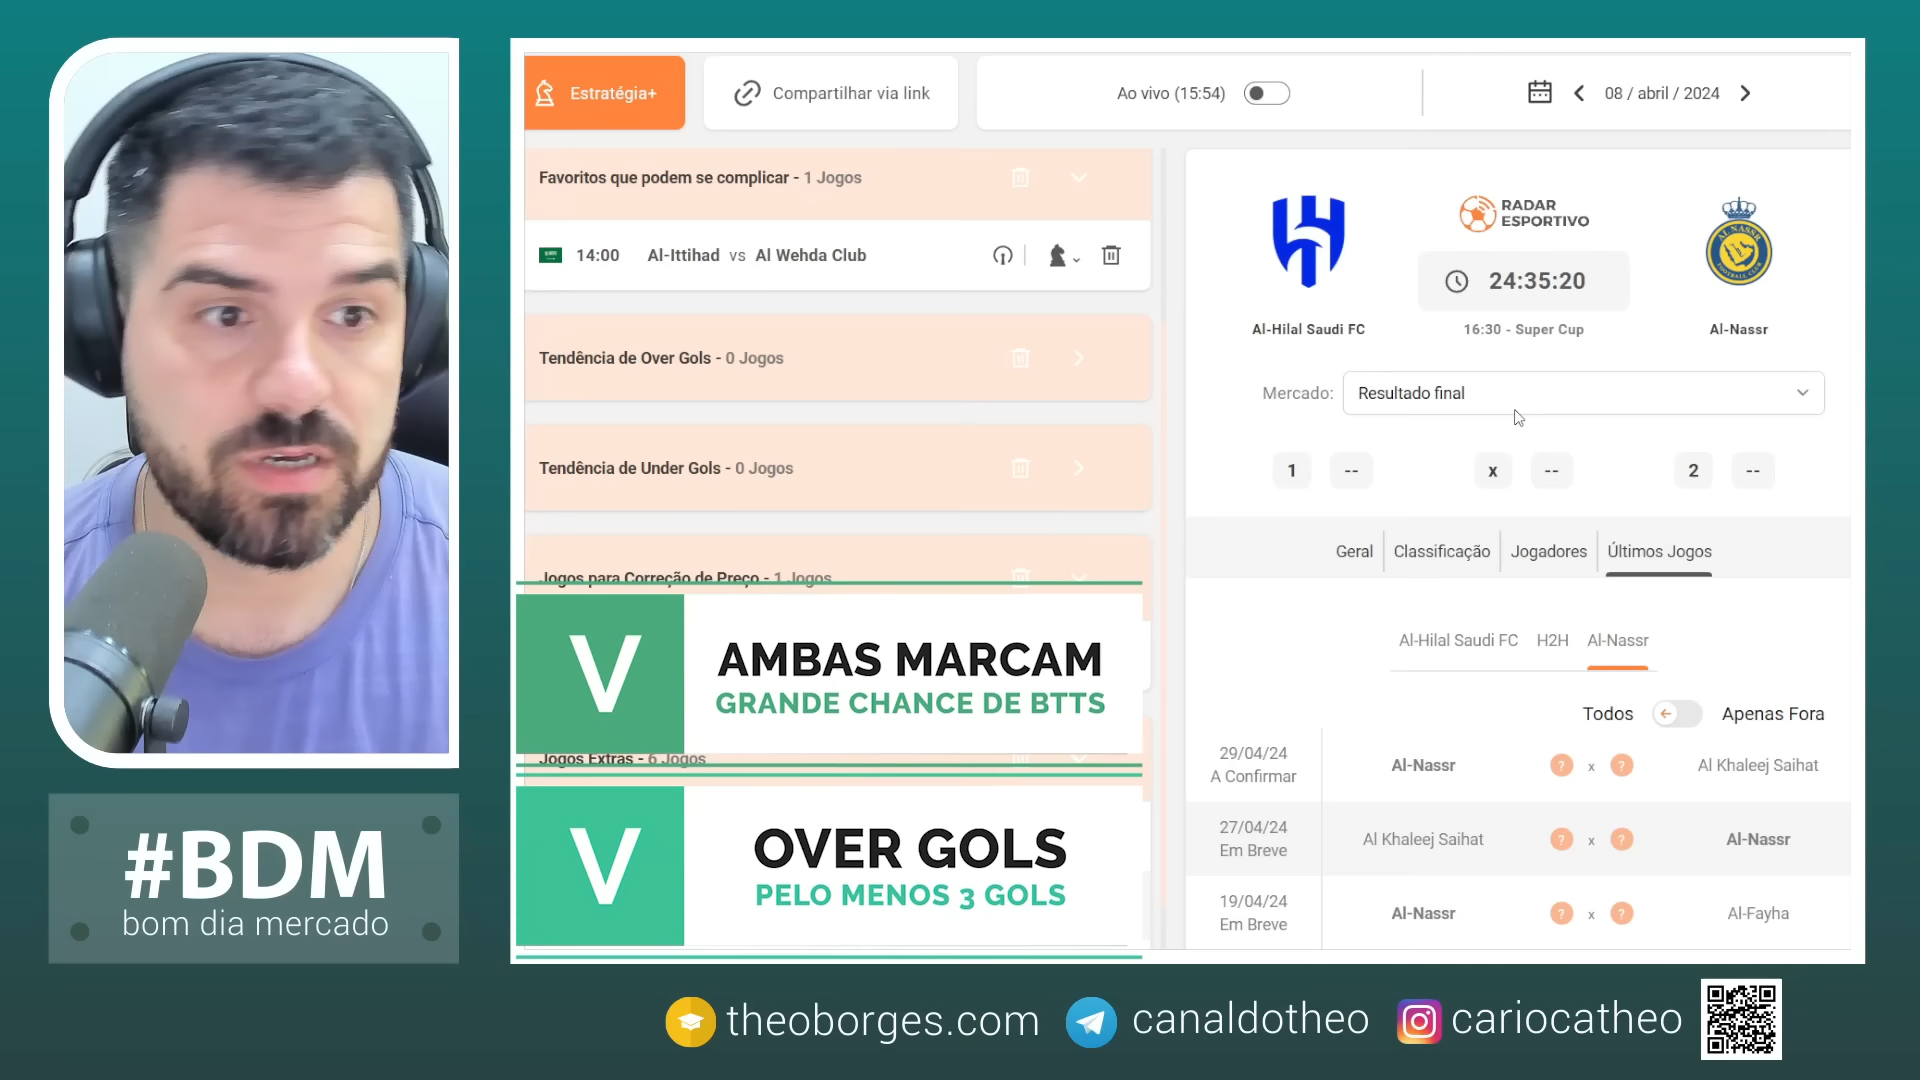 Estratégia+
Compartilhar via link
Ao vivo (15:54)
08 / abril / 2024
Favoritos que podem se complicar - 1 Jogos
14:00 Al-Ittihad vs Al Wehda Club
Tendência de Over Gols - 0 Jogos
Tendência de Under Gols - 0 Jogos
Jogos para Correção de Preço - 1 Jogos
V
AMBAS MARCAM
GRANDE CHANCE DE BTTS
Jogos Extras - 6 Jogos
V
OVER GOLS
PELO MENOS 3 GOLS
RADAR
ESPORTIVO
24:35:20
Al-Hilal Saudi FC
16:30 - Super Cup
Al-Nassr
Mercado: Resultado final
1 -- x -- 2 --
Geral Classificação Jogadores Últimos Jogos
Al-Hilal Saudi FC H2H Al-Nassr
Todos Apenas Fora
29/04/24
A Confirmar
Al-Nassr ? x ? Al Khaleej Saihat
27/04/24
Em Breve
Al Khaleej Saihat ? x ? Al-Nassr
19/04/24
Em Breve
Al-Nassr ? x ? Al-Fayha
#BDM
bom dia mercado
theoborges.com
canaldotheo
cariocatheo